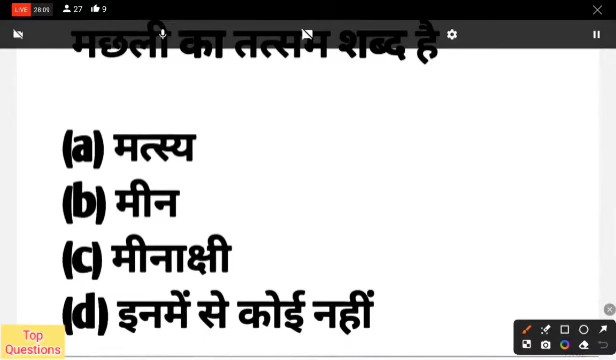 LIVE 28:09 27 9
मछली का तत्सम शब्द है
(a) मत्स्य
(b) मीन
(c) मीनाक्षी
(d) इनमें से कोई नहीं
Top
Questions